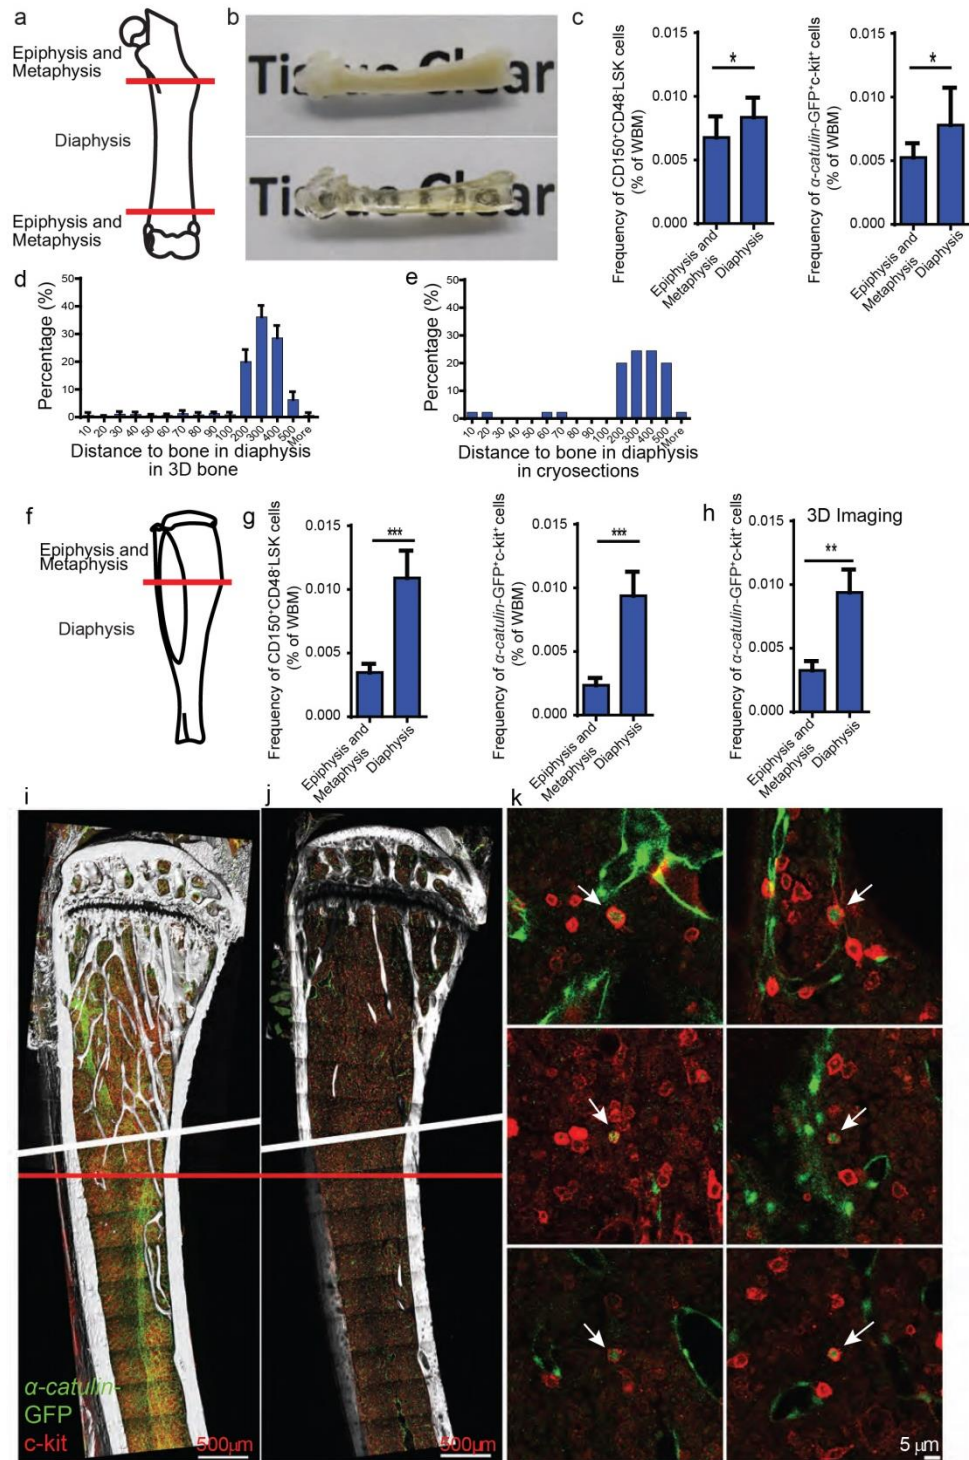 a
Epiphysis and
Metaphysis
Diaphysis
Epiphysis and
Metaphysis
b
Tissue Clear
Tissue Clear
c
Frequency of CD150⁺CD48⁻LSK cells
(% of WBM)
0.015
0.010
0.005
0.000
*
Epiphysis and
Metaphysis
Diaphysis
Frequency of α-catulin-GFP⁺c-kit⁺ cells
(% of WBM)
0.015
0.010
0.005
0.000
*
Epiphysis and
Metaphysis
Diaphysis
d
Percentage (%)
50
40
30
20
10
0
10 20 30 40 50 60 70 80 90 100 200 300 400 500 More
Distance to bone in diaphysis
in 3D bone
e
Percentage (%)
50
40
30
20
10
0
10 20 30 40 50 60 70 80 90 100 200 300 400 500 More
Distance to bone in diaphysis
in cryosections
f
Epiphysis and
Metaphysis
Diaphysis
g
Frequency of CD150⁺CD48⁻LSK cells
(% of WBM)
0.015
0.010
0.005
0.000
***
Epiphysis and
Metaphysis
Diaphysis
Frequency of α-catulin-GFP⁺c-kit⁺ cells
(% of WBM)
0.015
0.010
0.005
0.000
***
Epiphysis and
Metaphysis
Diaphysis
h
3D Imaging
Frequency of α-catulin-GFP⁺c-kit⁺ cells
0.015
0.010
0.005
0.000
**
Epiphysis and
Metaphysis
Diaphysis
i
α-catulin-
GFP
c-kit
500μm
j
500μm
k
5 μm